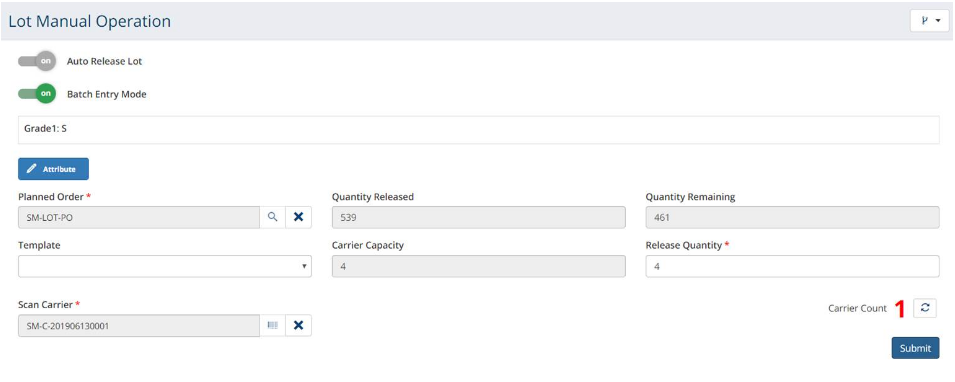 Lot Manual Operation
on Auto Release Lot
on Batch Entry Mode
Grade1: S
Attribute
Planned Order * Quantity Released Quantity Remaining
SM-LOT-PO 539 461
Template Carrier Capacity Release Quantity *
4 4
Scan Carrier * Carrier Count 1
SM-C-201906130001
Submit